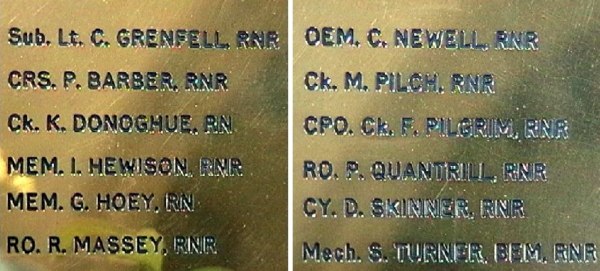 Sub. Lt. C. GRENFELL, RNR
CRS. P. BARBER, RNR
Ck. K. DONOGHUE, RN
MEM. I. HEWISON, RNR
MEM. G. HOEY, RN
RO. R. MASSEY, RNR
OEM. C. NEWELL, RNR
Ck. M. PILCH, RNR
CPO. Ck. F. PILGRIM, RNR
RO. P. QUANTRILL, RNR
CY. D. SKINNER, RNR
Mech. S. TURNER, BEM, RNR